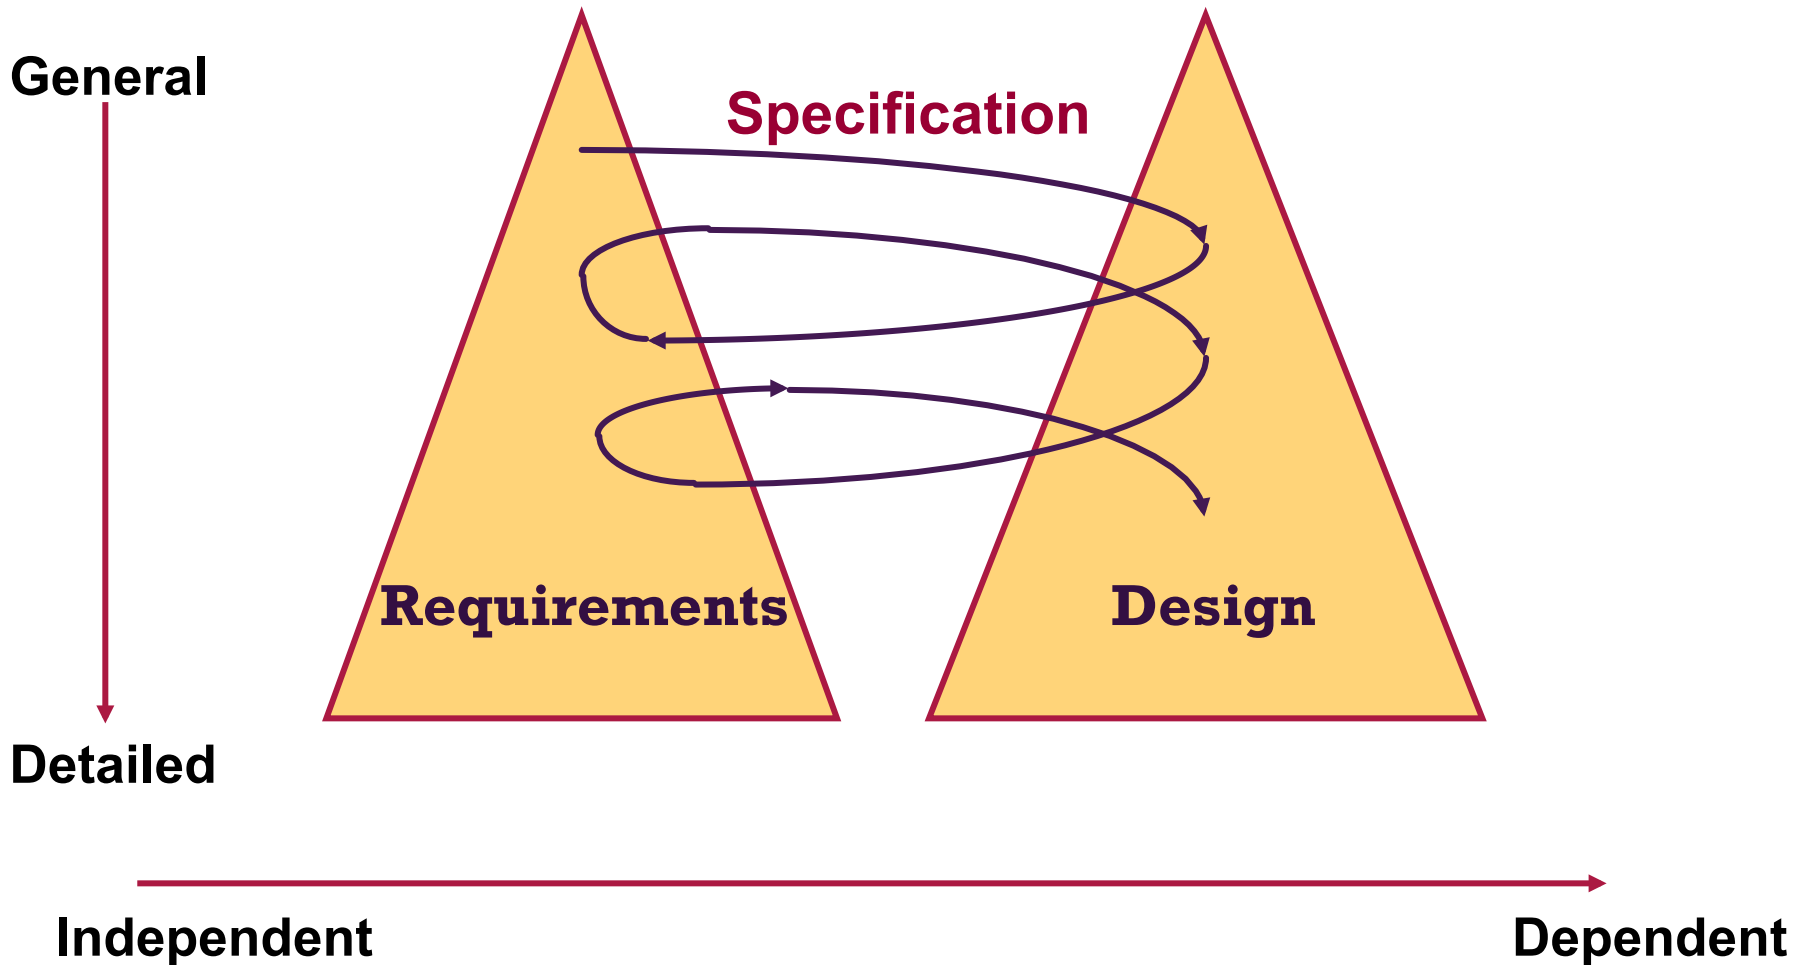 General
Specification
Requirements
Design
Detailed
Independent
Dependent